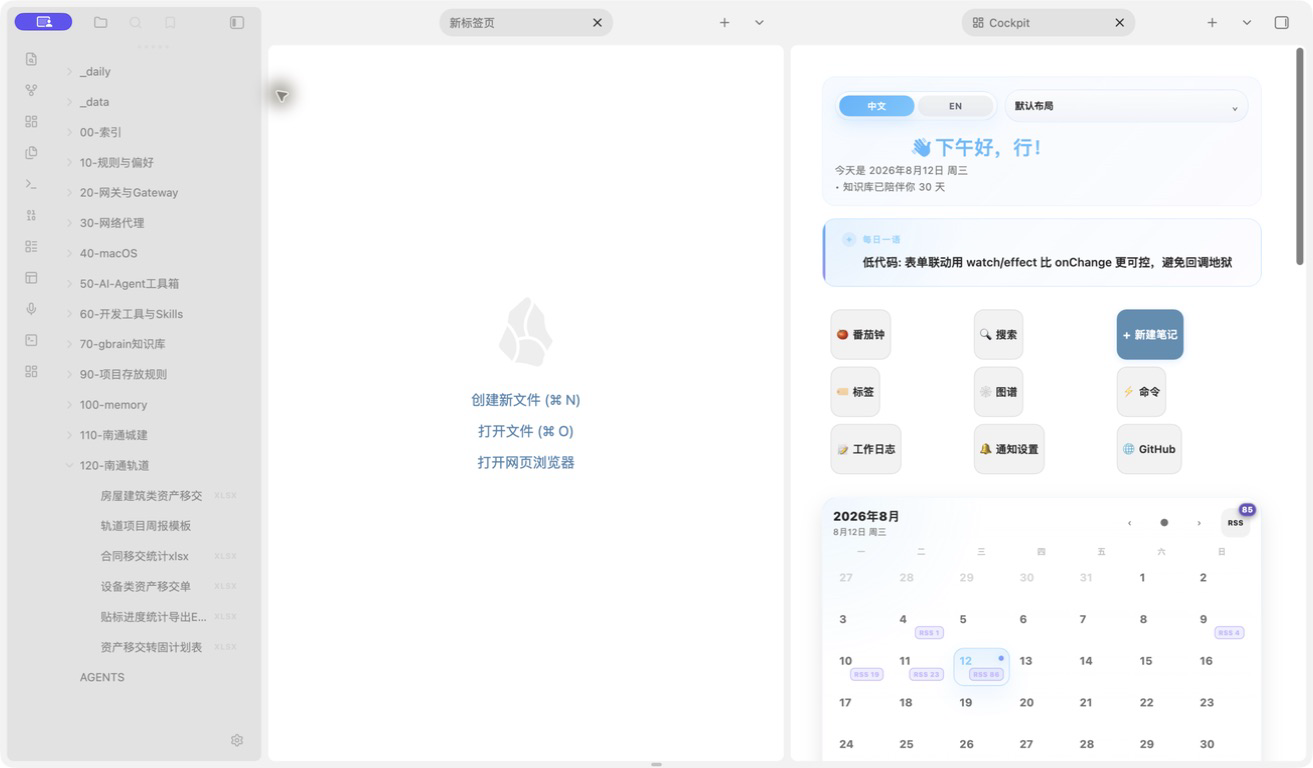 新标签页
Cockpit
_daily
_data
00-索引
10-规则与偏好
20-网关与Gateway
30-网络代理
40-macOS
50-AI-Agent工具箱
60-开发工具与Skills
70-gbrain知识库
90-项目存放规则
100-memory
110-南通城建
120-南通轨道
房屋建筑类资产移交 XLSX
轨道项目周报模板
合同移交统计xlsx XLSX
设备类资产移交单 XLSX
贴标进度统计导出E... XLSX
资产移交转固计划表 XLSX
AGENTS
创建新文件 (⌘ N)
打开文件 (⌘ O)
打开网页浏览器
中文 EN 默认布局
👋 下午好，行！
今天是 2026年8月12日 周三
• 知识库已陪伴你 30 天
每日一语
低代码: 表单联动用 watch/effect 比 onChange 更可控，避免回调地狱
番茄钟 搜索 + 新建笔记
标签 图谱 命令
工作日志 通知设置 GitHub
2026年8月 ‹ ● › RSS 85
8月12日 周三
一 二 三 四 五 六 日
27 28 29 30 31 1 2
3 4 5 6 7 8 9
RSS 1 RSS 4
10 11 12 13 14 15 16
RSS 19 RSS 23
17 18 19 20 21 22 23
24 25 26 27 28 29 30